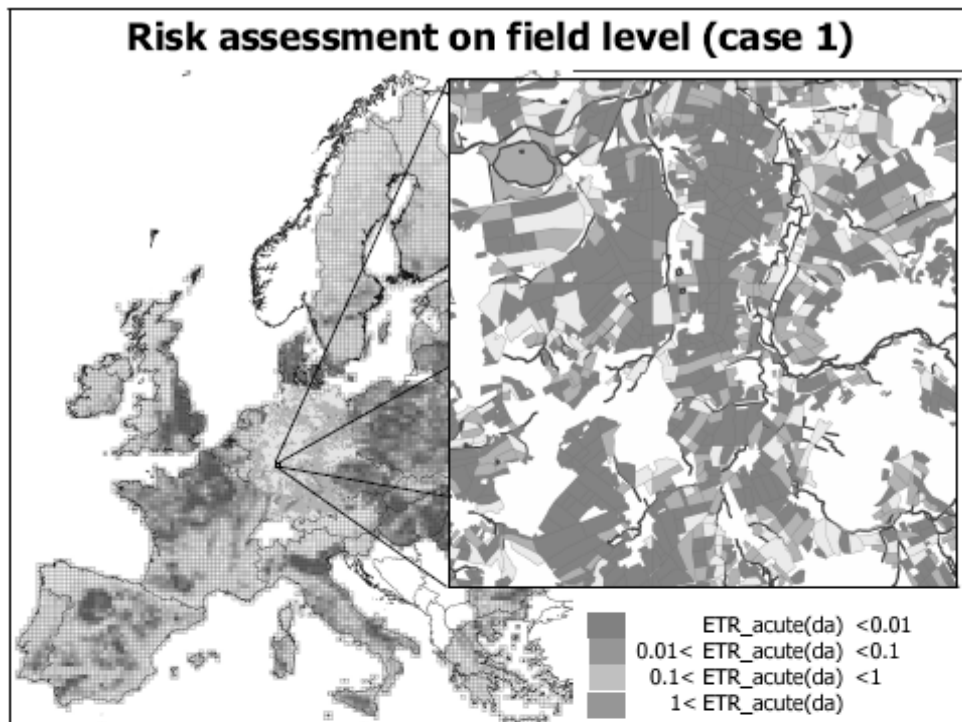 Risk assessment on field level (case 1)
ETR_acute(da) <0.01
0.01< ETR_acute(da) <0.1
0.1< ETR_acute(da) <1
1< ETR_acute(da)